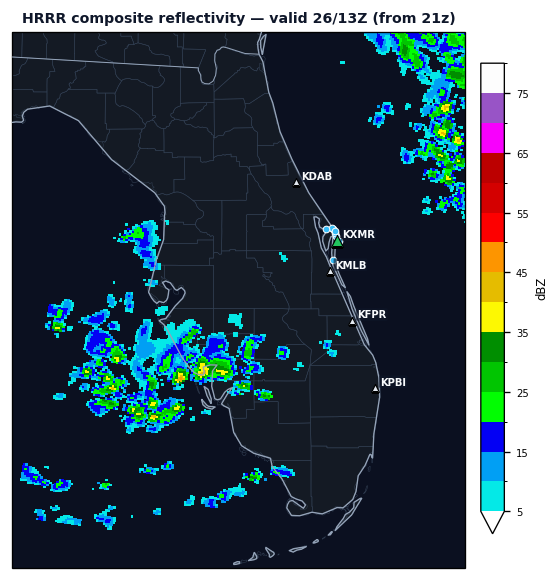 HRRR composite reflectivity — valid 26/13Z (from 21z)
KDAB
KXMR
KMLB
KFPR
KPBI
75
65
55
45
35
25
15
5
dBZ